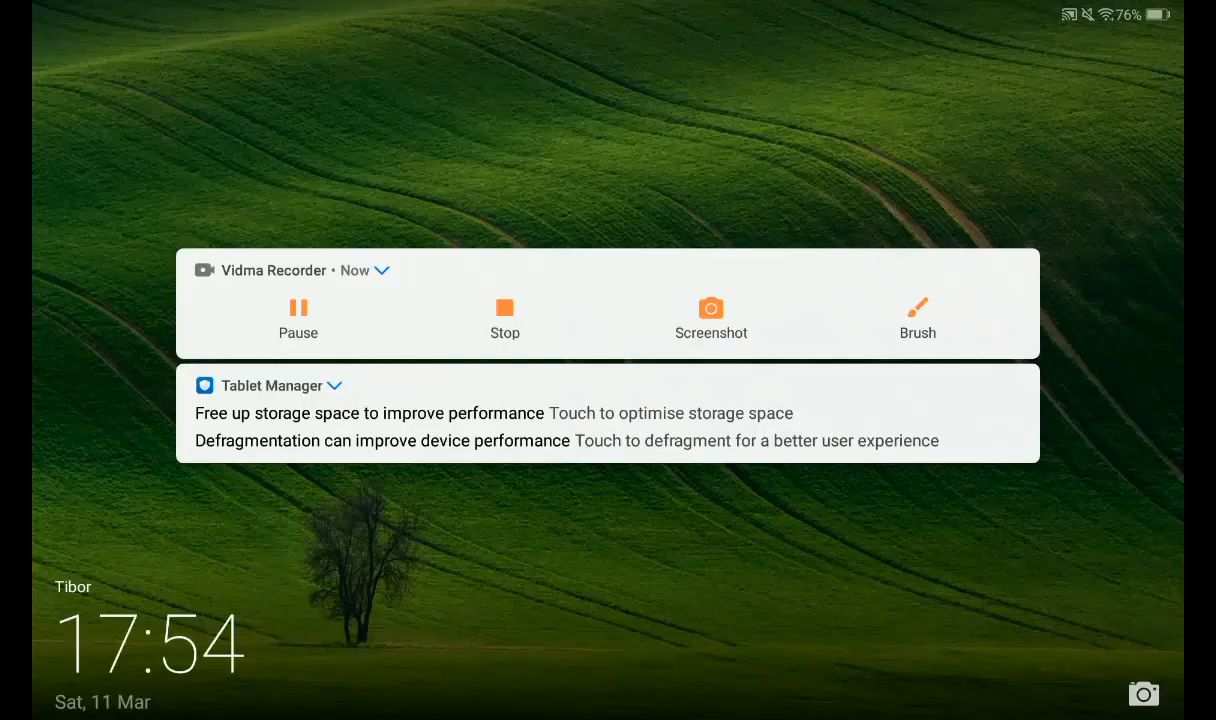 76%
Vidma Recorder • Now
Pause
Stop
Screenshot
Brush
Tablet Manager
Free up storage space to improve performance Touch to optimise storage space
Defragmentation can improve device performance Touch to defragment for a better user experience
Tibor
17:54
Sat, 11 Mar